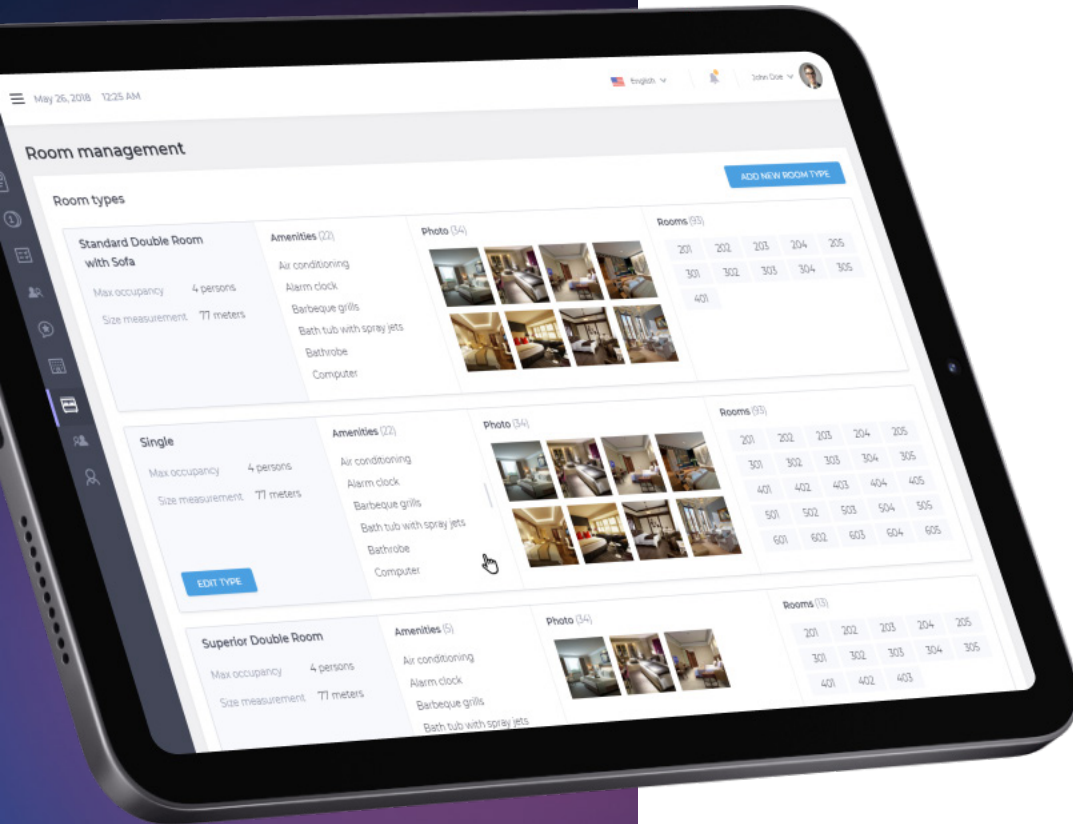 May 26, 2018 12:25 AM
English
John Doe
Room management
Room types
ADD NEW ROOM TYPE
Standard Double Room
with Sofa
Max occupancy 4 persons
Size measurement 77 meters
Amenities (22)
Air conditioning
Alarm clock
Barbeque grills
Bath tub with spray jets
Bathrobe
Computer
Photo (34)
Rooms (93)
201 202 203 204 205
301 302 303 304 305
401
Single
Max occupancy 4 persons
Size measurement 77 meters
EDIT TYPE
Amenities (22)
Air conditioning
Alarm clock
Barbeque grills
Bath tub with spray jets
Bathrobe
Computer
Photo (34)
Rooms (93)
201 202 203 204 205
301 302 303 304 305
401 402 403 404 405
501 502 503 504 505
601 602 603 604 605
Superior Double Room
Max occupancy 4 persons
Size measurement 77 meters
Amenities (5)
Air conditioning
Alarm clock
Barbeque grills
Bath tub with spray jets
Photo (34)
Rooms (13)
201 202 203 204 205
301 302 303 304 305
401 402 403